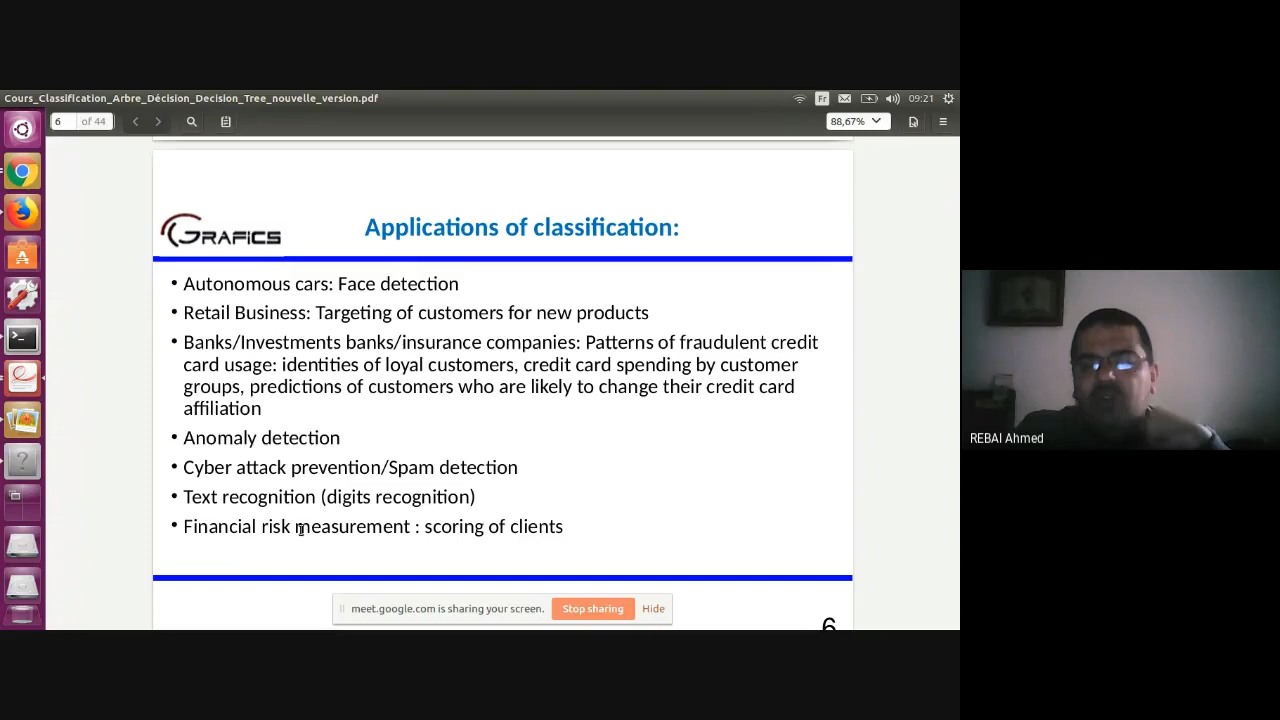 Cours_Classification_Arbre_Décision_Decision_Tree_nouvelle_version.pdf
Fr
09:21
6
of 44
88,67%
GRAFICS
Applications of classification:
• Autonomous cars: Face detection
• Retail Business: Targeting of customers for new products
• Banks/Investments banks/insurance companies: Patterns of fraudulent credit
card usage: identities of loyal customers, credit card spending by customer
groups, predictions of customers who are likely to change their credit card
affiliation
• Anomaly detection
• Cyber attack prevention/Spam detection
• Text recognition (digits recognition)
• Financial risk measurement : scoring of clients
meet.google.com is sharing your screen.
Stop sharing
Hide
6
REBAI Ahmed